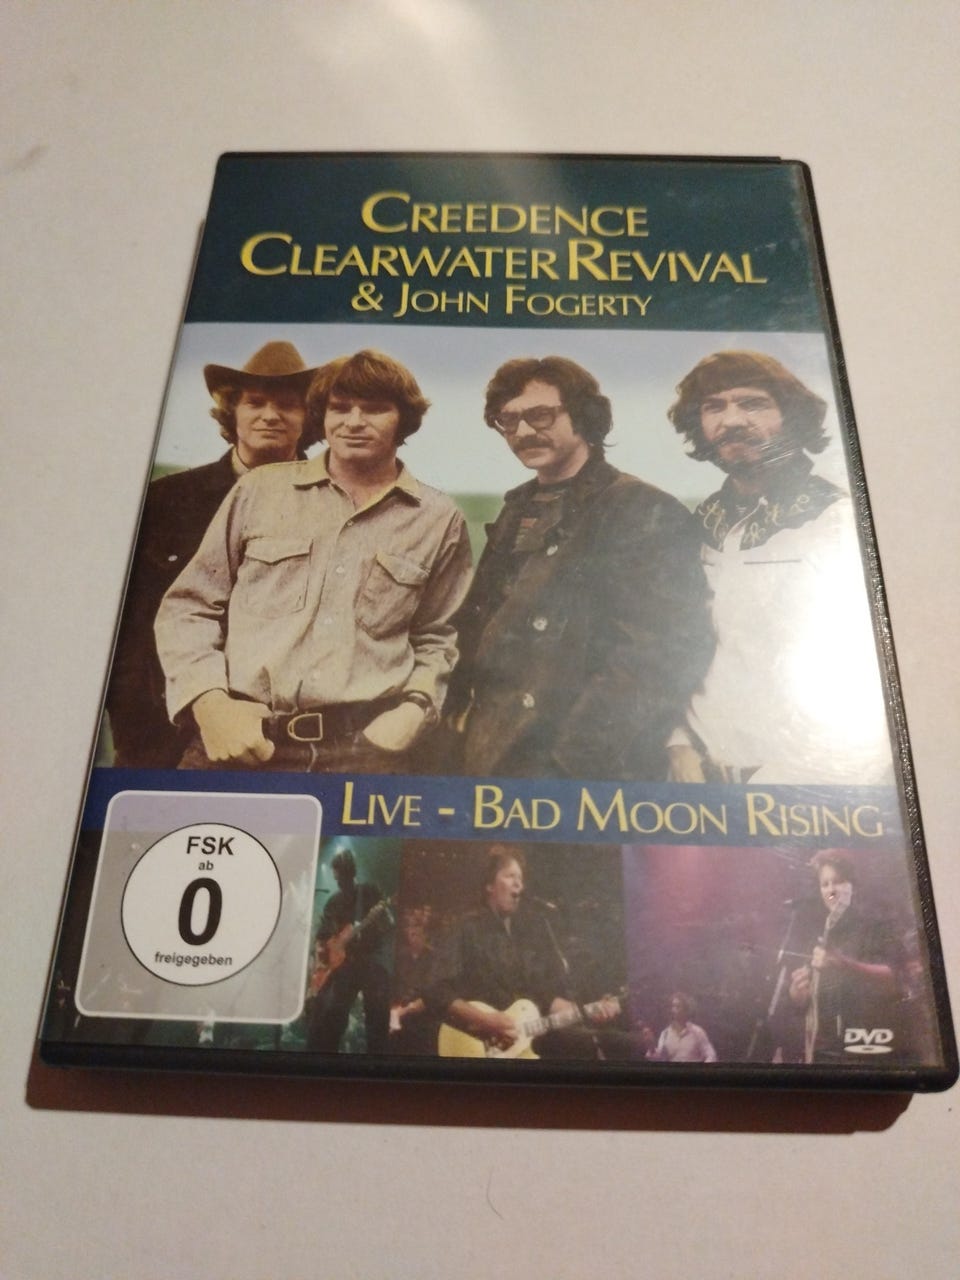 CREEDENCE
CLEARWATER REVIVAL
& JOHN FOGERTY
LIVE - BAD MOON RISING
FSK
ab
0
freigegeben
DVD